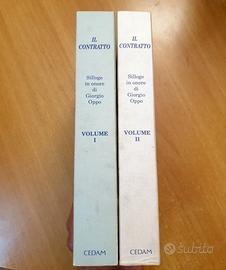 IL
CONTRATTO
Silloge
in onore
di
Giorgio
Oppo
VOLUME
I
CEDAM
IL
CONTRATTO
Silloge
in onore
di
Giorgio
Oppo
VOLUME
II
CEDAM
subito